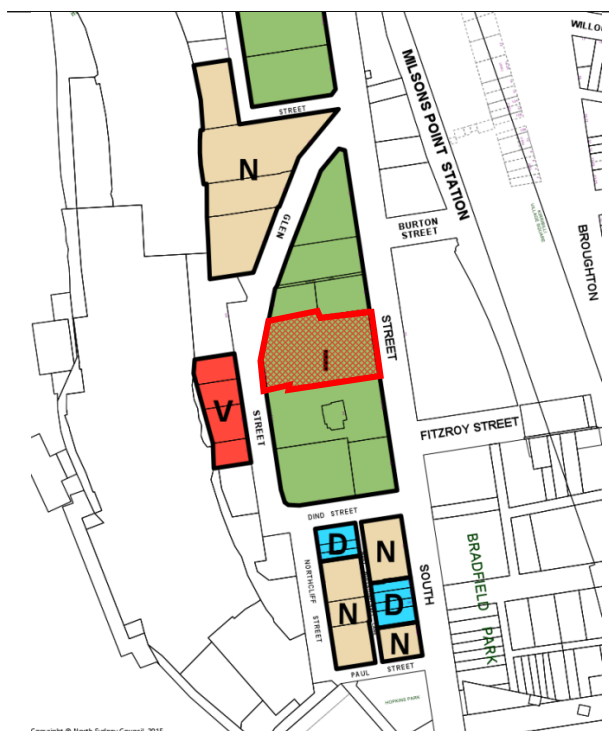 WILLO
STREET
MILSONS POINT STATION
N
GLEN
BURTON
STREET
BROUGHTON
STREET
I
V
STREET
FITZROY STREET
DIND STREET
D
N
NORTHCLIFF
STREET
N
D
SOUTH
BRADFIELD PARK
N
PAUL
STREET
HOPKINS PARK
Copyright © North Sydney Council, 2015